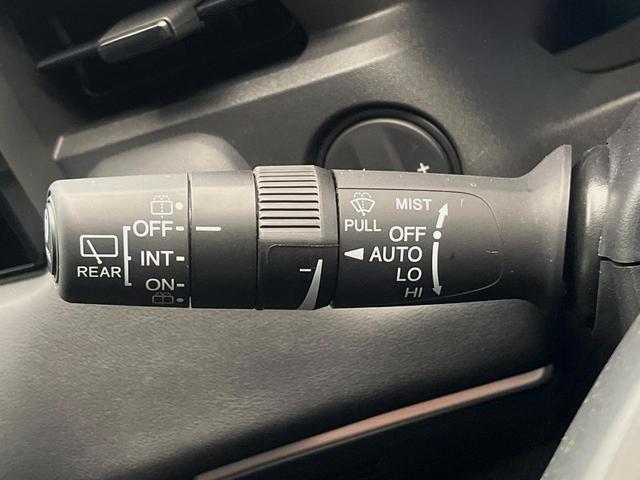 OFF
INT
ON
REAR
MIST
PULL
OFF
AUTO
LO
HI